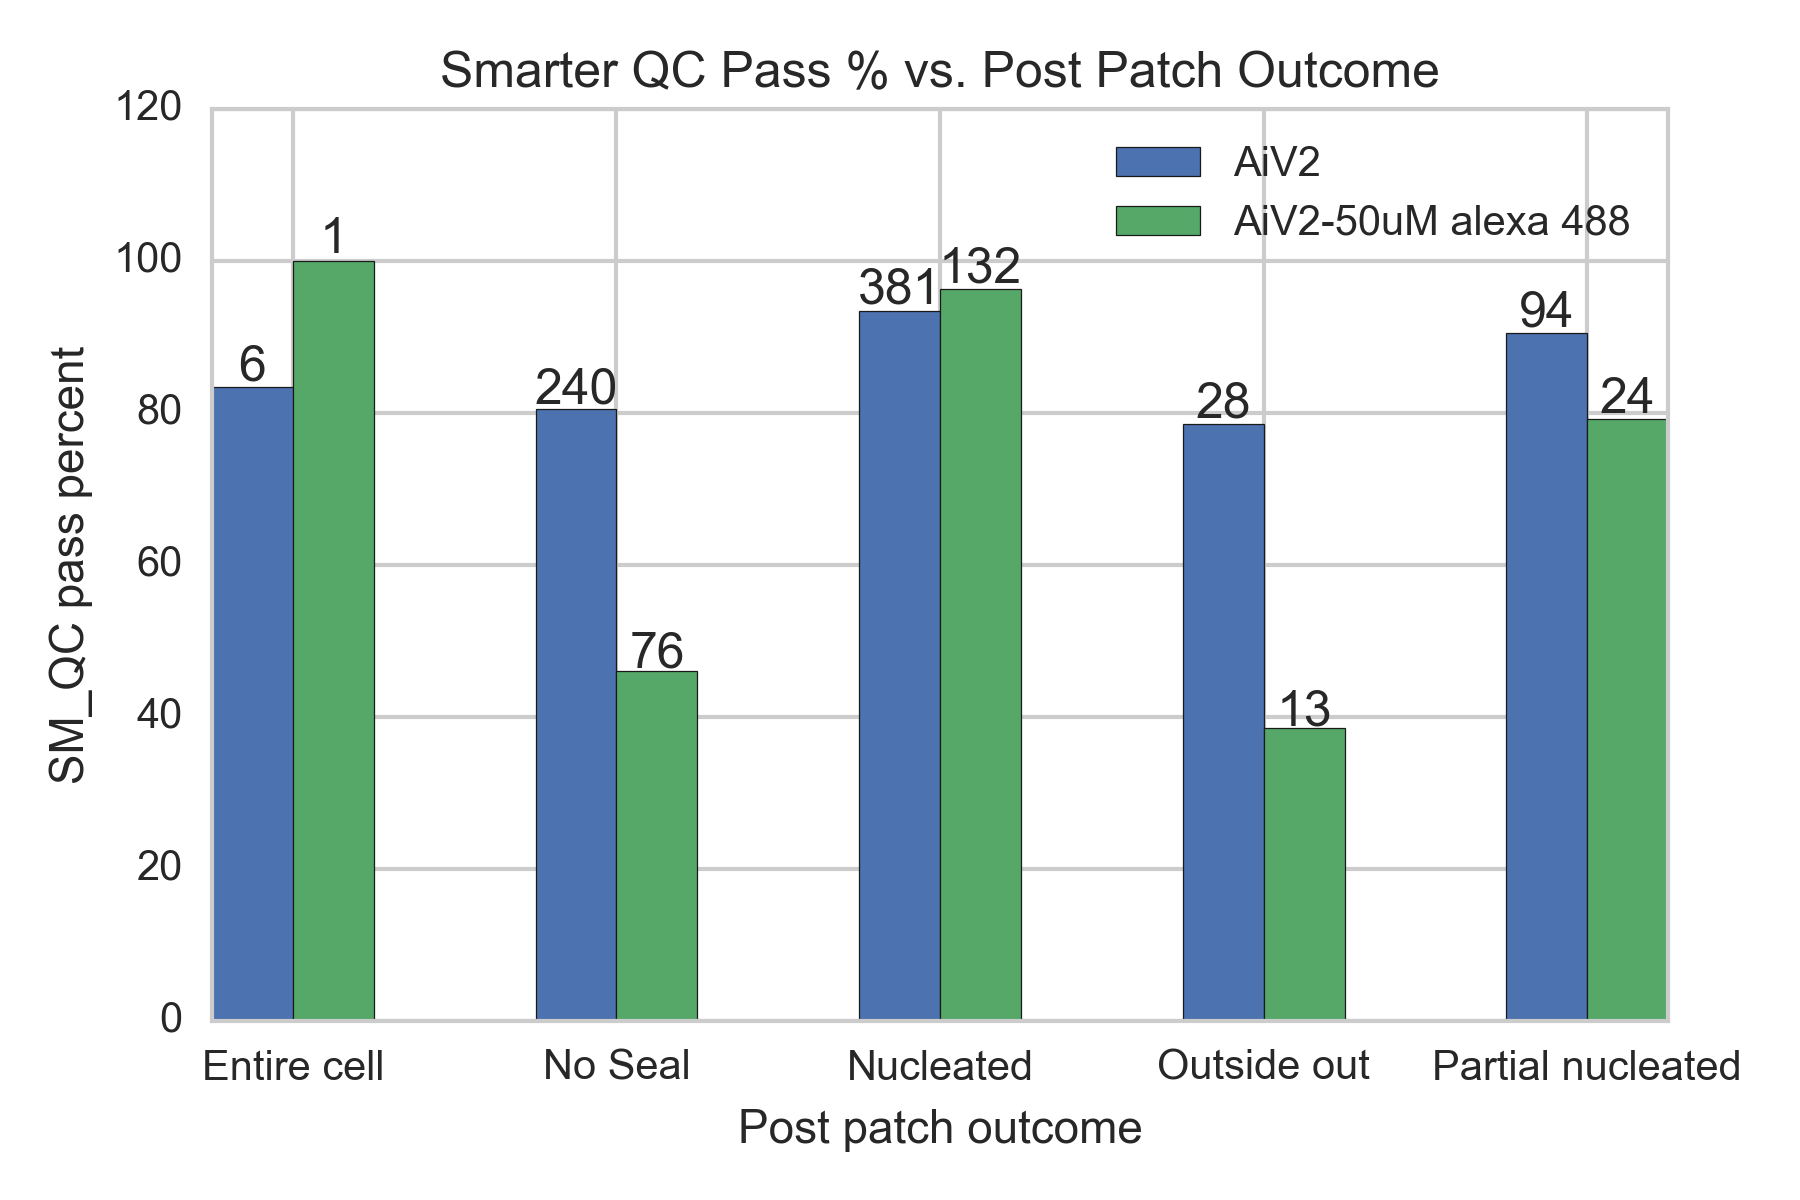 Smarter QC Pass % vs. Post Patch Outcome
120
100
80
60
40
20
0
SM_QC pass percent
AiV2
AiV2-50uM alexa 488
6
1
240
76
381
132
28
13
94
24
Entire cell
No Seal
Nucleated
Outside out
Partial nucleated
Post patch outcome